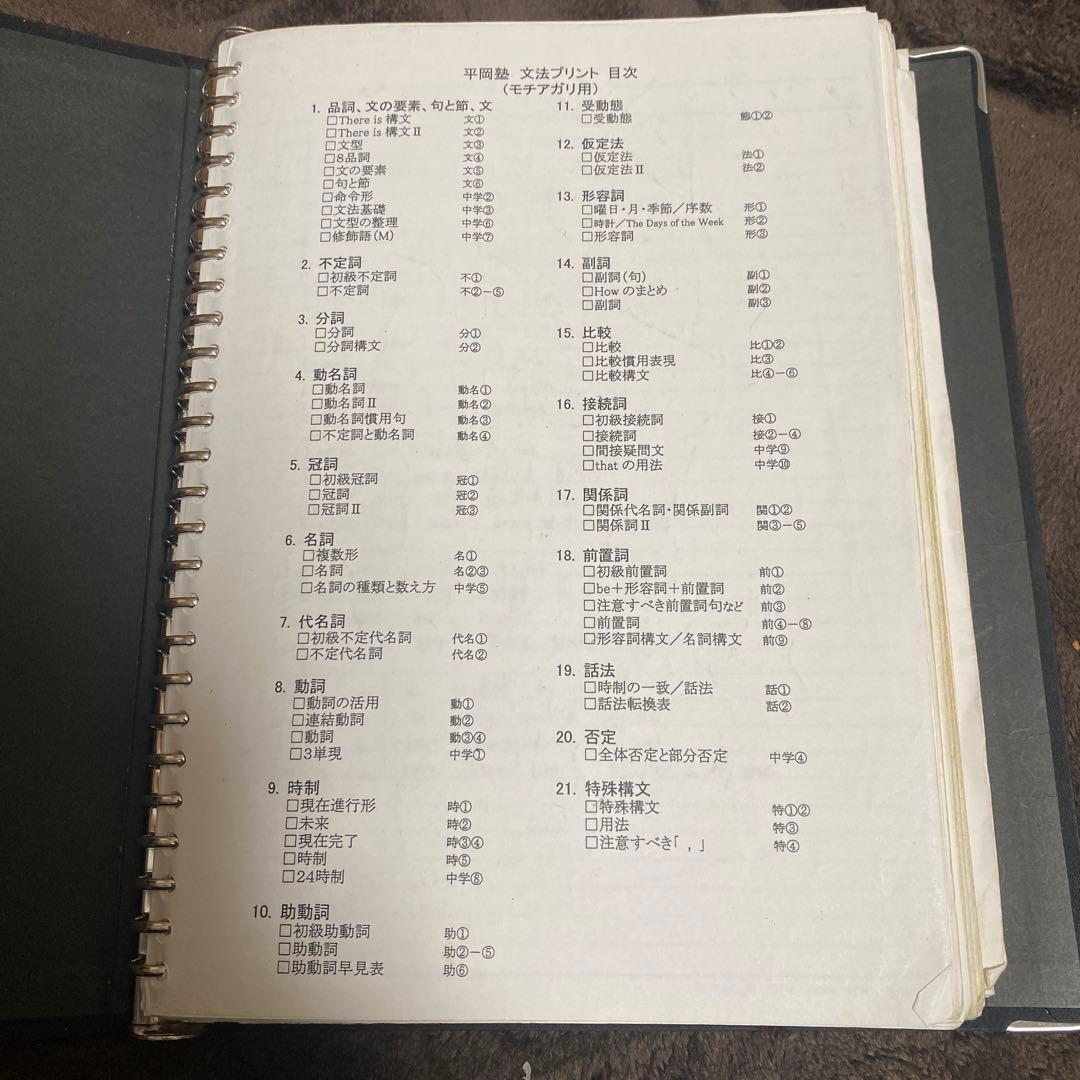 平岡塾 文法プリント 目次
(モチアガリ用)
1. 品詞、文の要素、句と節、文
□There is 構文 文①
□There is 構文Ⅱ 文②
□文型 文③
□8品詞 文④
□文の要素 文⑤
□句と節 文⑥
□命令形 中学②
□文法基礎 中学③
□文型の整理 中学⑥
□修飾語(M) 中学⑦
2. 不定詞
□初級不定詞 不①
□不定詞 不②−⑤
3. 分詞
□分詞 分①
□分詞構文 分②
4. 動名詞
□動名詞 動名①
□動名詞Ⅱ 動名②
□動名詞慣用句 動名③
□不定詞と動名詞 動名④
5. 冠詞
□初級冠詞 冠①
□冠詞 冠②
□冠詞Ⅱ 冠③
6. 名詞
□複数形 名①
□名詞 名②③
□名詞の種類と数え方 中学⑤
7. 代名詞
□初級不定代名詞 代名①
□不定代名詞 代名②
8. 動詞
□動詞の活用 動①
□連結動詞 動②
□動詞 動③④
□3単現 中学①
9. 時制
□現在進行形 時①
□未来 時②
□現在完了 時③④
□時制 時⑤
□24時制 中学⑧
10. 助動詞
□初級助動詞 助①
□助動詞 助②−⑤
□助動詞早見表 助⑥
11. 受動態
□受動態 態①②
12. 仮定法
□仮定法 法①
□仮定法Ⅱ 法②
13. 形容詞
□曜日・月・季節/序数 形①
□時計/The Days of the Week 形②
□形容詞 形③
14. 副詞
□副詞(句) 副①
□How のまとめ 副②
□副詞 副③
15. 比較
□比較 比①②
□比較慣用表現 比③
□比較構文 比④−⑥
16. 接続詞
□初級接続詞 接①
□接続詞 接②−④
□間接疑問文 中学⑨
□that の用法 中学⑩
17. 関係詞
□関係代名詞・関係副詞 関①②
□関係詞Ⅱ 関③−⑤
18. 前置詞
□初級前置詞 前①
□be+形容詞+前置詞 前②
□注意すべき前置詞句など 前③
□前置詞 前④−⑧
□形容詞構文/名詞構文 前⑨
19. 話法
□時制の一致/話法 話①
□話法転換表 話②
20. 否定
□全体否定と部分否定 中学④
21. 特殊構文
□特殊構文 特①②
□用法 特③
□注意すべき「 , 」 特④